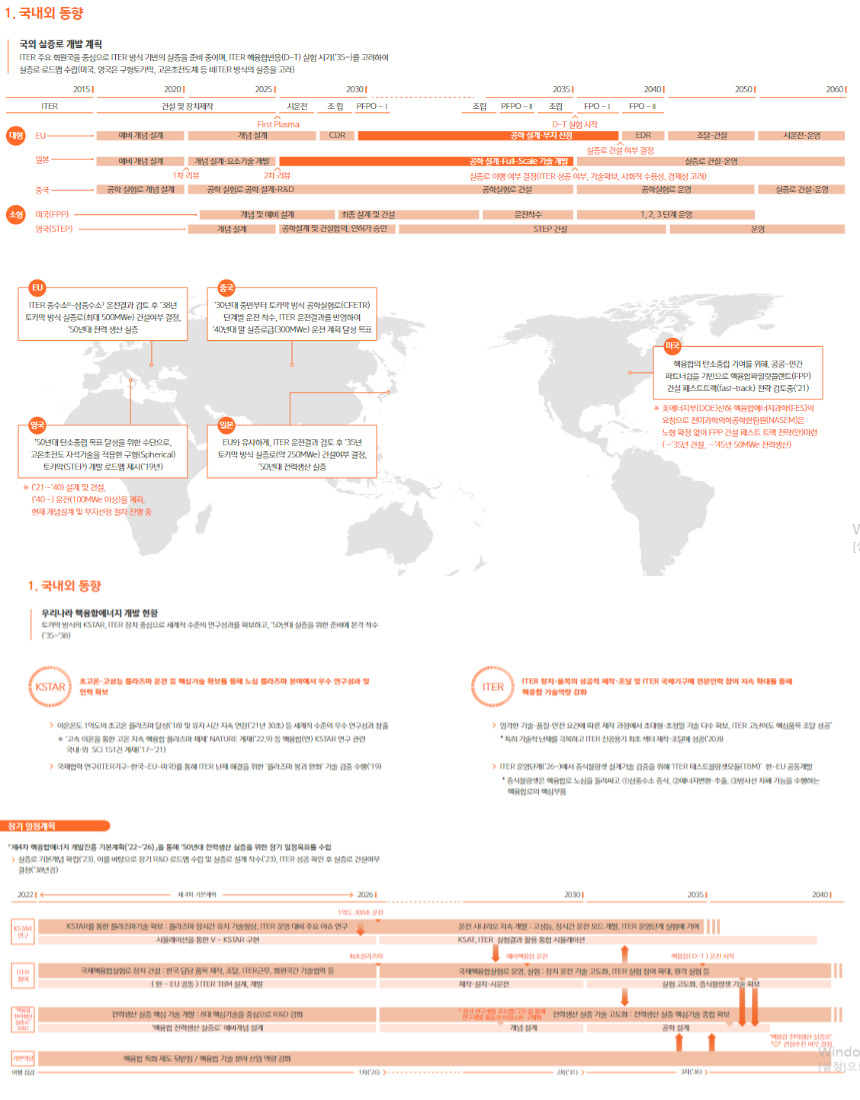 1. 국내외 동향
국외 실증로 개발 계획
ITER 주요 회원국을 중심으로 ITER 방식 기반의 실증을 준비 중이며, ITER 핵융합반응(D-T) 실험 시기('35~)를 고려하여
실증로 로드맵 수립(미국, 영국은 구형토카막, 고온초전도체 등 비ITER 방식의 실증을 고려)
2015 2020 2025 2030 2035 2040 2050 2060
ITER 건설 및 장치제작 시운전 조립 PFPO-I 조립 PFPO-II 조립 FPO-I FPO-II
First Plasma D-T 실험 시작
대형 EU 예비 개념 설계 개념 설계 CDR 공학 설계·부지 선정 EDR 조달·건설 시운전·운영
실증로 건설 여부 결정
일본 예비 개념 설계 개념 설계·요소기술 개발 공학 설계·Full-Scale 기술 개발 실증로 건설·운영
1차 리뷰 2차 리뷰 실증로 이행 여부 결정(ITER 성공 여부, 기술확보, 사회적 수용성, 경제성 고려)
중국 공학 실험로 개념 설계 공학 실험로 공학 설계·R&D 공학실험로 건설 공학실험로 운영 실증로 건설·운영
소형 미국(FPP) 개념 및 예비 설계 최종 설계 및 건설 운전착수 1, 2, 3 단계 운영
영국(STEP) 개념 설계 공학설계 및 건설합의, 인허가 승인 STEP 건설 운영
EU
ITER 중수소-삼중수소 운전결과 검토 후 '38년
토카막 방식 실증로(최대 500MWe) 건설여부 결정,
'50년대 전력 생산 실증
중국
'30년대 중반부터 토카막 방식 공학실험로(CFETR)
단계별 운전 착수, ITER 운전결과를 반영하여
'40년대 말 실증로급(300MWe) 운전 계획 달성 목표
미국
핵융합의 탄소중립 기여를 위해, 공공-민간
파트너쉽을 기반으로 핵융합파일럿플랜트(FPP)
건설 패스트트랙(fast-track) 전략 검토중('21)
※ 美에너지부(DOE)산하 핵융합에너지과학(FES)의
요청으로 전미과학의학공학한림원(NASEM)은
노형 확정 없이 FPP 건설 패스트 트랙 전략(안)마련
(~'35년 건설, ~'45년 50MWe 전력생산)
영국
'50년대 탄소중립 목표 달성을 위한 수단으로,
고온초전도 자석기술을 적용한 구형(Spherical)
토카막(STEP) 개발 로드맵 제시('19년)
※ ('21~'40) 설계 및 건설,
('40~) 운전(100MWe 이상)을 계획,
현재 개념설계 및 부지선정 절차 진행 중
일본
EU와 유사하게, ITER 운전결과 검토 후 '35년
토카막 방식 실증로(약 250MWe) 건설여부 결정,
'50년대 전력생산 실증
1. 국내외 동향
우리나라 핵융합에너지 개발 현황
토카막 방식의 KSTAR, ITER 장치 중심으로 세계적 수준의 연구성과를 확보하고, '50년대 실증을 위한 준비에 본격 착수
('35~'38)
KSTAR
초고온·고성능 플라즈마 운전 등 핵심기술 확보를 통해 노심 플라즈마 분야에서 우수 연구성과 및
인력 확보
이온온도 1억도의 초고온 플라즈마 달성('18) 및 유지 시간 지속 연장('21년 30초) 등 세계적 수준의 우수 연구성과 창출
※ '고속 이온을 통한 고온 지속 핵융합 플라즈마 제체' NATURE 게재('22.9) 등 핵융합(연) KSTAR 연구 관련
국내·외 SCI 151건 게재('17~'21)
국제협력 연구(ITER기구-한국-EU-미국)를 통해 ITER 난제 해결을 위한 '플라즈마 붕괴 완화' 기술 검증 수행('19)
ITER
ITER 장치·품목의 성공적 제작·조달 및 ITER 국제기구에 전문인력 참여 지속 확대를 통해
핵융합 기술역량 강화
엄격한 기술·품질·안전 요건에 따른 제작 과정에서 초대형·초정밀 기술 다수 확보, ITER 고난이도 핵심품목 조달 성공*
* 특히 기술적 난제를 극복하고 ITER 진공용기 최초 섹터 제작·조달에 성공('20.8)
ITER 운영단계('26~)에서 증식블랑켓 설계기술 검증을 위해 'ITER 테스트블랑켓모듈(TBM)* 한-EU 공동개발
* 증식블랑켓은 핵융합로 노심을 둘러싸고 ①삼중수소 증식, ②에너지변환·추출, ③방사선 차폐 기능을 수행하는
핵융합로의 핵심부품
장기 일정계획
「제4차 핵융합에너지 개발진흥 기본계획('22~'26)」을 통해 '50년대 전력생산 실증을 위한 장기 일정목표를 수립
실증로 기본개념 확립('23), 이를 바탕으로 장기 R&D 로드맵 수립 및 실증로 설계 착수('23), ITER 성공 확인 후 실증로 건설여부
결정('38년경)
2022 제 4차 기본계획 2026 2030 2035 2040
1억도 300초 운전
KSTAR 연구 KSTAR를 통한 플라즈마기술 확보 : 플라즈마 장시간 유지 기술향상, ITER 운영 대비 주요 이슈 연구 운전 시나리오 지속 개발 : 고성능, 장시간 운전 모드 개발, ITER 운영단계 실험에 기여
시뮬레이션을 통한 V - KSTAR 구현 KSAT, ITER 실험결과 활용 통합 시뮬레이션
최초플라즈마 예비핵융합 운전 핵융합( D-T ) 운전 시작
ITER 참여 국제핵융합실험로 장치 건설 : 한국 담당 품목 제작, 조달, ITER근무, 회원국간 기술협력 등 국제핵융합실험로 운영, 실험 : 장치 운전 기술 고도화, ITER 실험 참여 확대, 원격 실험 등
( 한 - EU 공동 ) ITER TBM 설계, 개발 제작·설치·시운전 실험 고도화, 증식블랑켓 기술 확보
전력생산 실증 핵심 기술 개발 : 8대 핵심기술을 중심으로 R&D 강화 전력생산 실증 기술 고도화 : 전력생산 실증 핵심기술 종합 확보
'핵융합 전력생산 실증로' 예비개념 설계 개념 설계 공학 설계
'핵융합 전력생산 실증로'
건설추진 여부 결정
핵융합 특화 제도 뒷받침 / 핵융합 기술 분야 산업 역량 강화
이행 점검 1차('26) 2차('31) 3차('36)